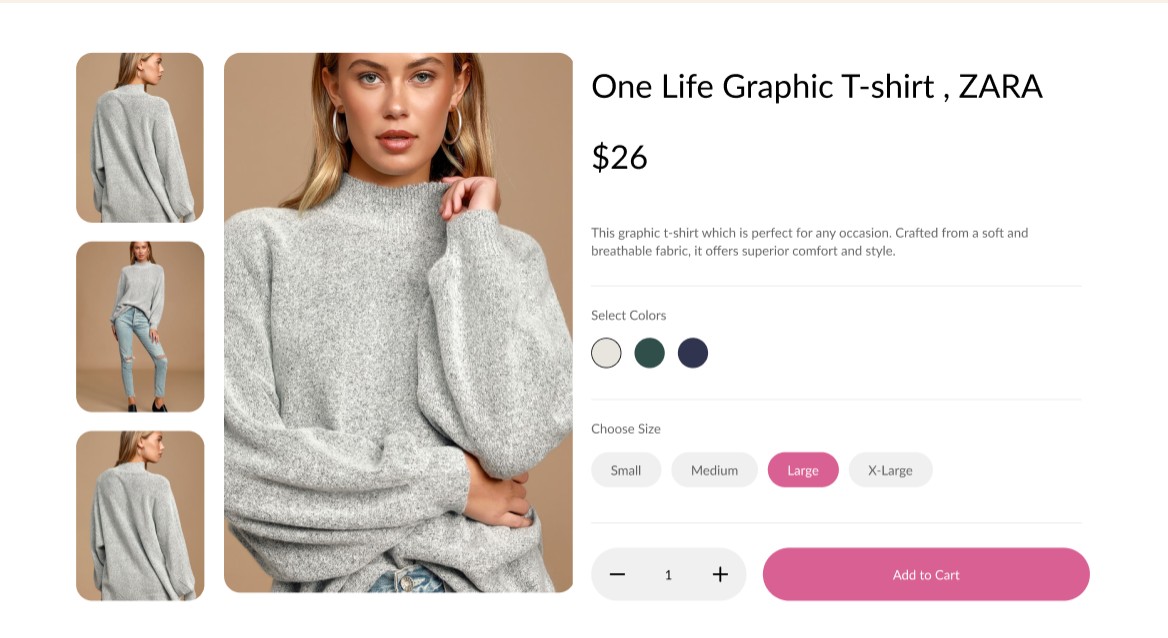 One Life Graphic T-shirt , ZARA
$26
This graphic t-shirt which is perfect for any occasion. Crafted from a soft and
breathable fabric, it offers superior comfort and style.
Select Colors
Choose Size
Small Medium Large X-Large
1 Add to Cart